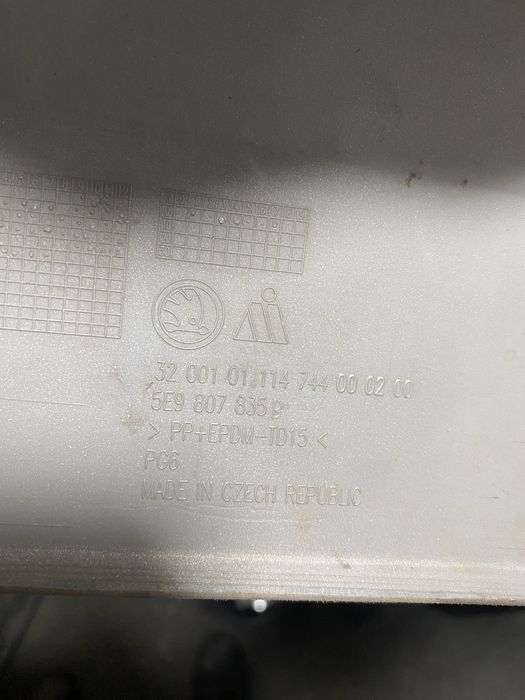 32 001 01.114 744 00 02 00
5E9 807 835
> PP+EPDM-TD15 <
PG6
MADE IN CZECH REPUBLIC